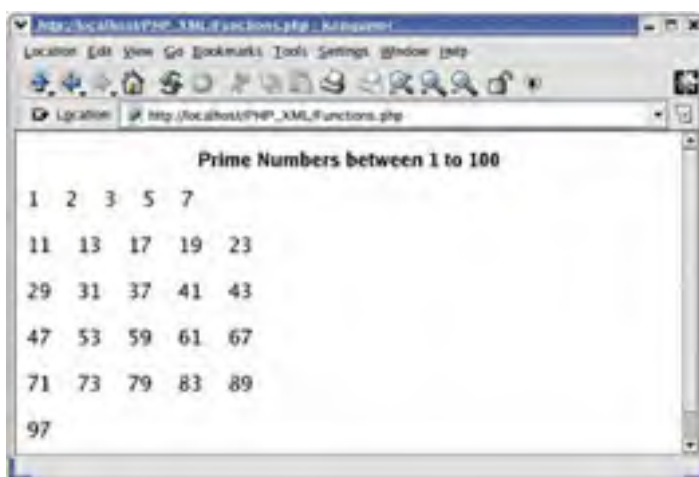 http://localhost/PHP_XML/Functions.php - Konqueror
Location Edit View Go Bookmarks Tools Settings Window Help
Location http://localhost/PHP_XML/Functions.php
Prime Numbers between 1 to 100
1 2 3 5 7
11 13 17 19 23
29 31 37 41 43
47 53 59 61 67
71 73 79 83 89
97